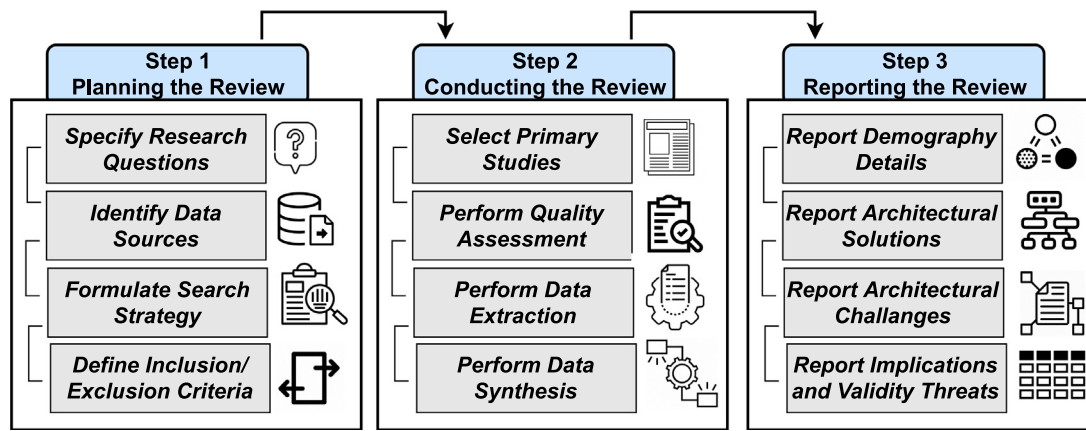 Step 1
Planning the Review
Specify Research
Questions
Identify Data
Sources
Formulate Search
Strategy
Define Inclusion/
Exclusion Criteria
Step 2
Conducting the Review
Select Primary
Studies
Perform Quality
Assessment
Perform Data
Extraction
Perform Data
Synthesis
Step 3
Reporting the Review
Report Demography
Details
Report Architectural
Solutions
Report Architectural
Challanges
Report Implications
and Validity Threats